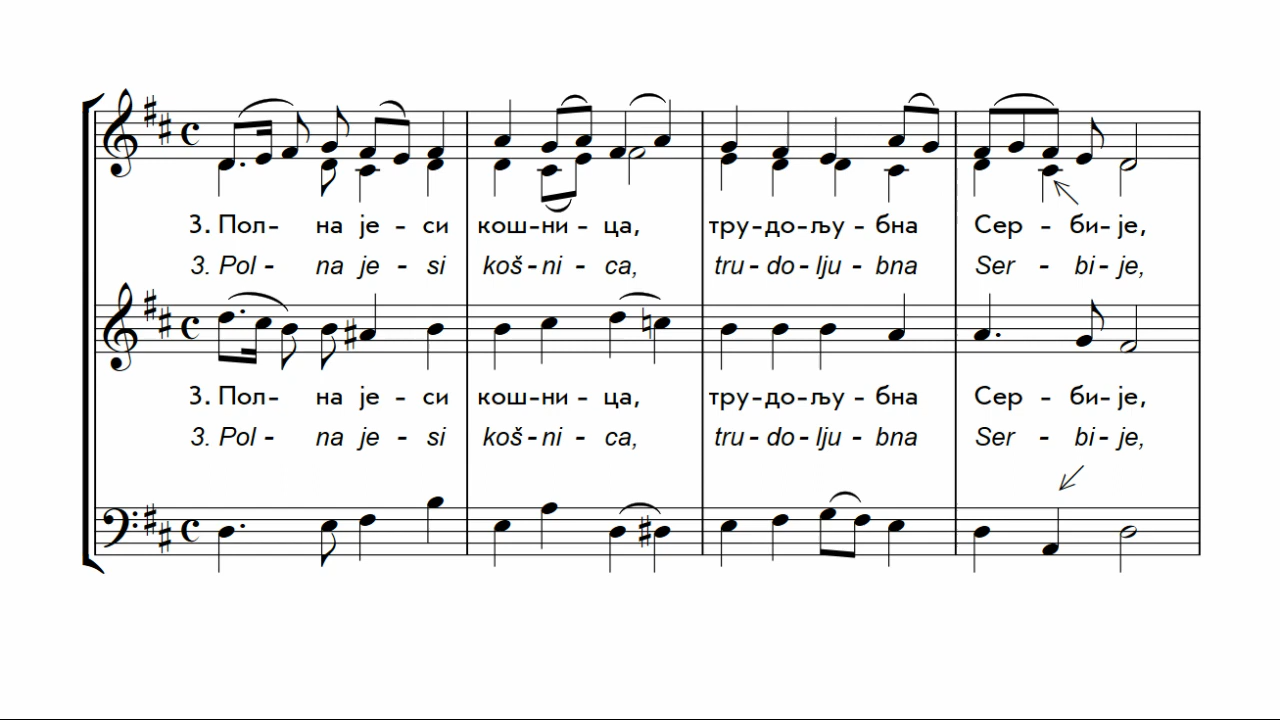 3. Пол- на је - си кош-ни - ца, тру-до-љу - бна Сер - би- је,
3. Pol - na je - si koš - ni - ca, tru - do - lju - bna Ser - bi - je,
3. Пол- на је - си кош-ни - ца, тру-до-љу - бна Сер - би- је,
3. Pol - na je - si koš - ni - ca, tru - do - lju - bna Ser - bi - je,